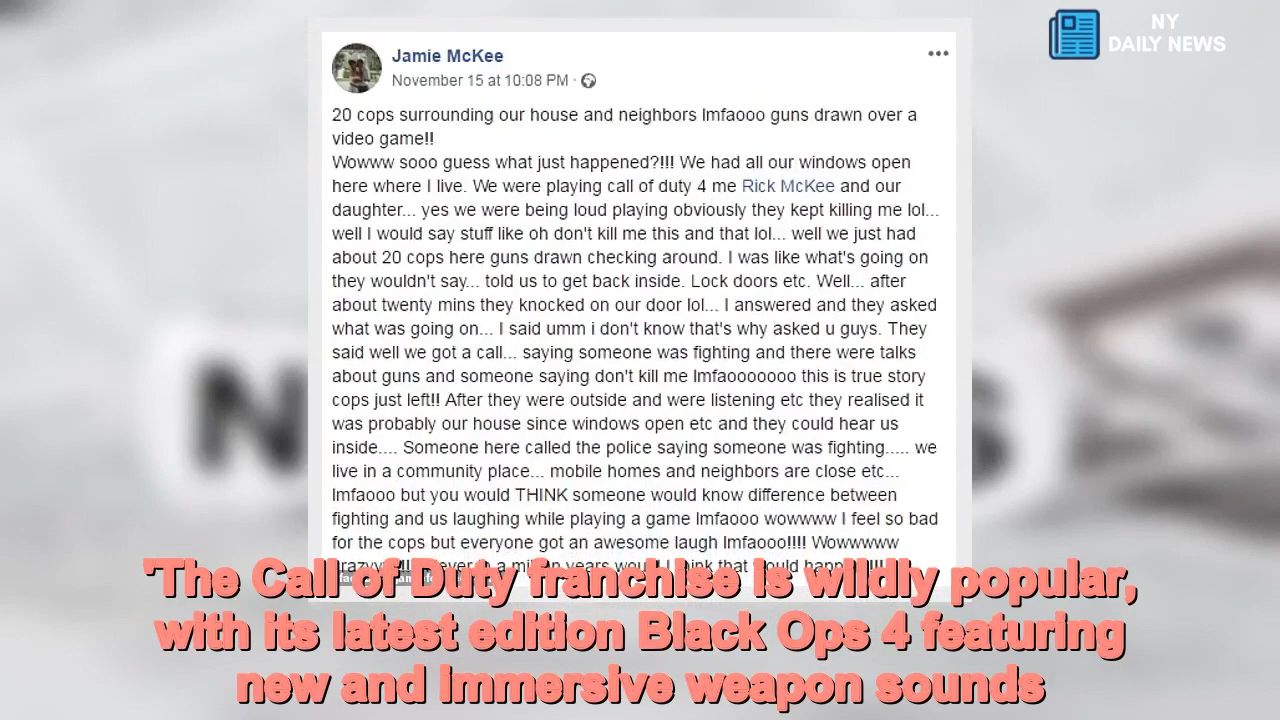 NY
DAILY NEWS
Jamie McKee
November 15 at 10:08 PM ·
20 cops surrounding our house and neighbors lmfaooo guns drawn over a
video game!!
Wowww sooo guess what just happened?!!! We had all our windows open
here where I live. We were playing call of duty 4 me Rick McKee and our
daughter... yes we were being loud playing obviously they kept killing me lol...
well I would say stuff like oh don't kill me this and that lol... well we just had
about 20 cops here guns drawn checking around. I was like what's going on
they wouldn't say... told us to get back inside. Lock doors etc. Well... after
about twenty mins they knocked on our door lol... I answered and they asked
what was going on... I said umm i don't know that's why asked u guys. They
said well we got a call... saying someone was fighting and there were talks
about guns and someone saying don't kill me lmfaooooooo this is true story
cops just left!! After they were outside and were listening etc they realised it
was probably our house since windows open etc and they could hear us
inside.... Someone here called the police saying someone was fighting..... we
live in a community place... mobile homes and neighbors are close etc...
lmfaooo but you would THINK someone would know difference between
fighting and us laughing while playing a game lmfaooo wowwww I feel so bad
for the cops but everyone got an awesome laugh lmfaooo!!!! Wowwwww
a years think that
'The Call of Duty franchise is wildly popular,
with its latest edition Black Ops 4 featuring
new and immersive weapon sounds